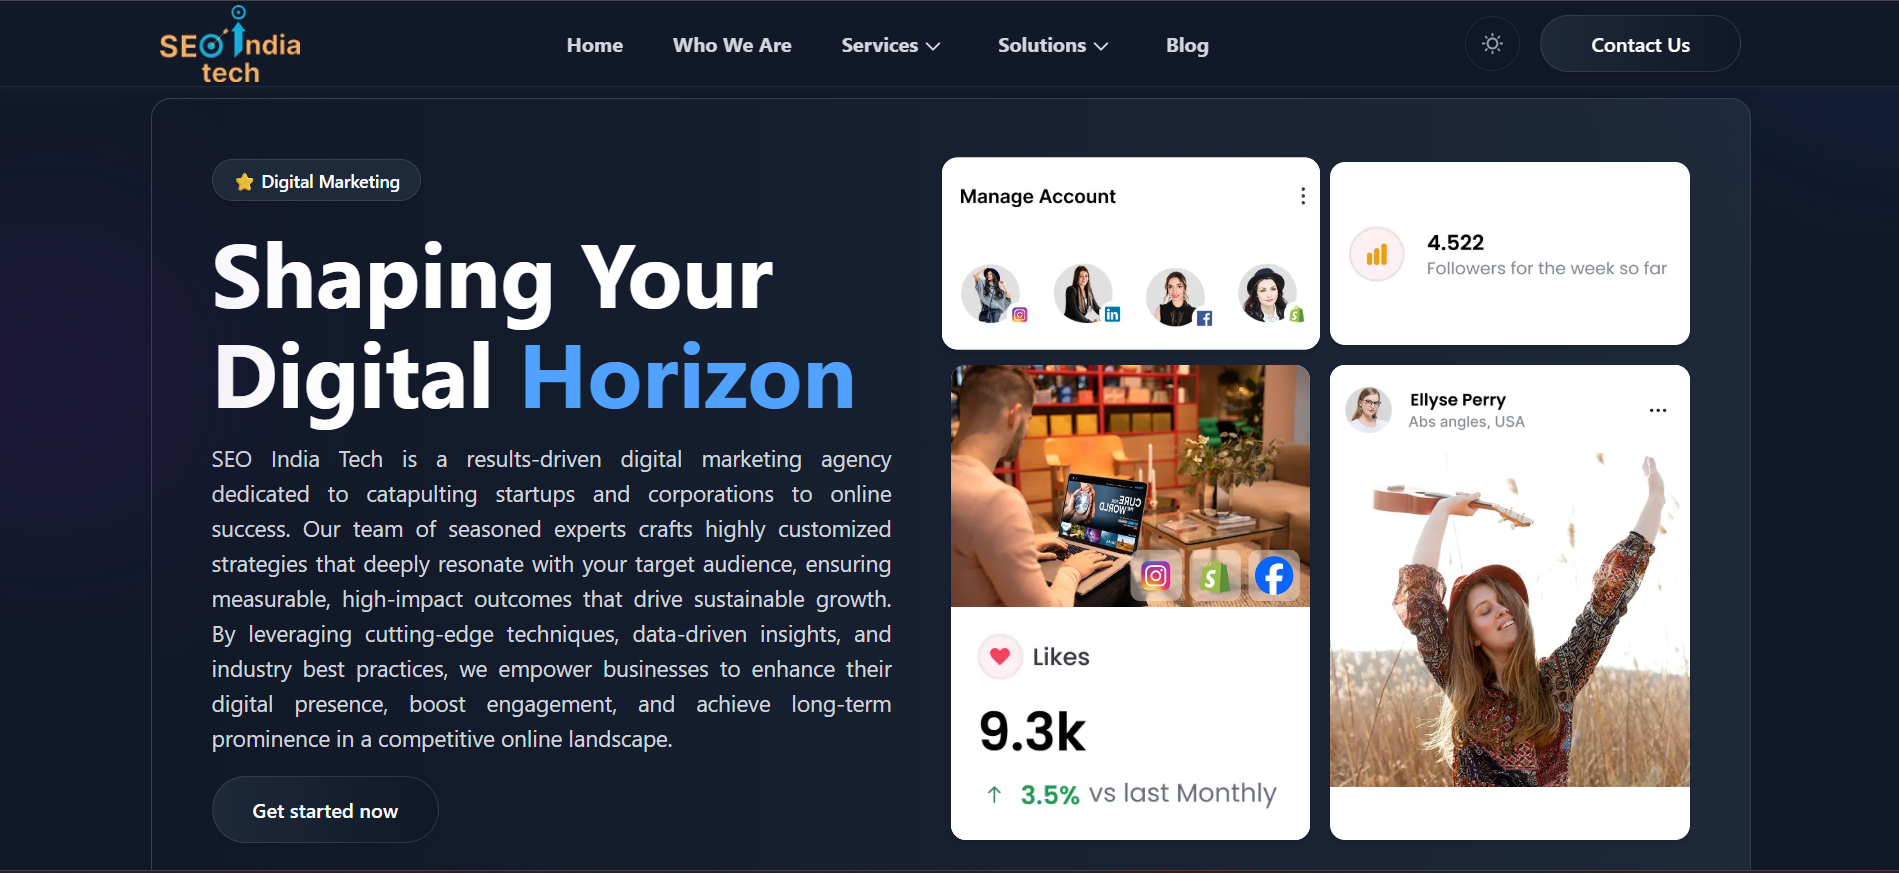 SEO India
tech
Home
Who We Are
Services
Solutions
Blog
Contact Us
Digital Marketing
Shaping Your
Digital Horizon
SEO India Tech is a results-driven digital marketing agency
dedicated to catapulting startups and corporations to online
success. Our team of seasoned experts crafts highly customized
strategies that deeply resonate with your target audience, ensuring
measurable, high-impact outcomes that drive sustainable growth.
By leveraging cutting-edge techniques, data-driven insights, and
industry best practices, we empower businesses to enhance their
digital presence, boost engagement, and achieve long-term
prominence in a competitive online landscape.
Get started now
Manage Account
in
4.522
Followers for the week so far
CURE
WORLD
Likes
9.3k
↑ 3.5% vs last Monthly
Ellyse Perry
Abs angles, USA